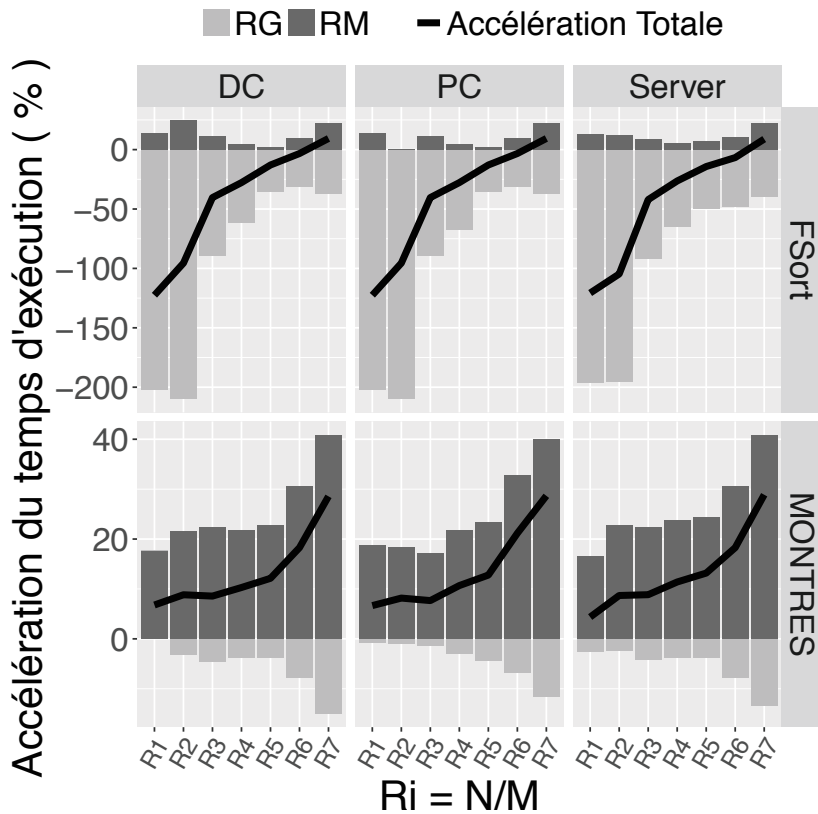 RG RM Accélération Totale
DC PC Server
Accélération du temps d'exécution ( % )
0
−50
−100
−150
−200
FSort
40
20
0
MONTRES
R1 R2 R3 R4 R5 R6 R7 R1 R2 R3 R4 R5 R6 R7 R1 R2 R3 R4 R5 R6 R7
Ri = N/M